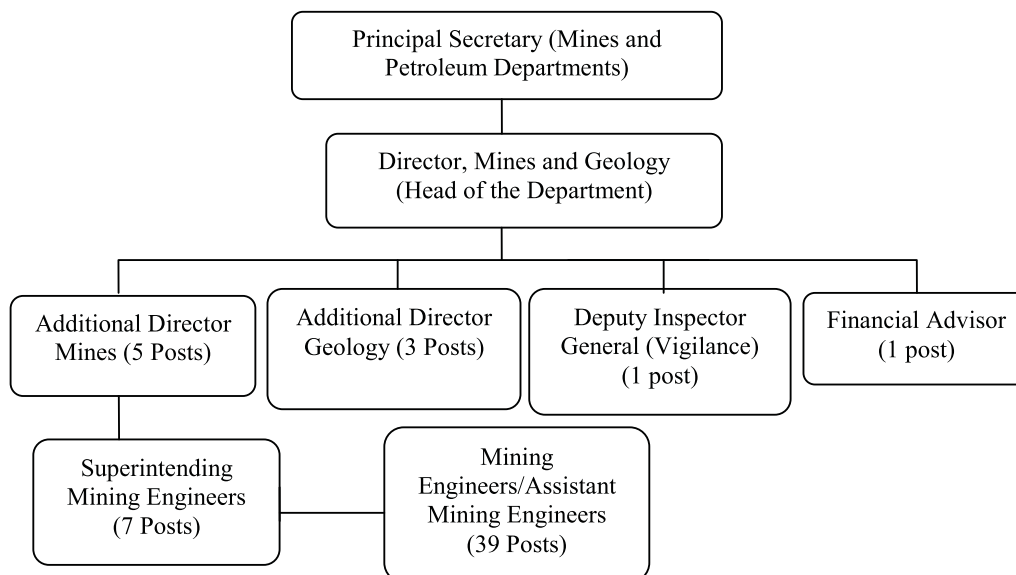 Principal Secretary (Mines and
Petroleum Departments)
Director, Mines and Geology
(Head of the Department)
Additional Director
Mines (5 Posts)
Additional Director
Geology (3 Posts)
Deputy Inspector
General (Vigilance)
(1 post)
Financial Advisor
(1 post)
Superintending
Mining Engineers
(7 Posts)
Mining
Engineers/Assistant
Mining Engineers
(39 Posts)